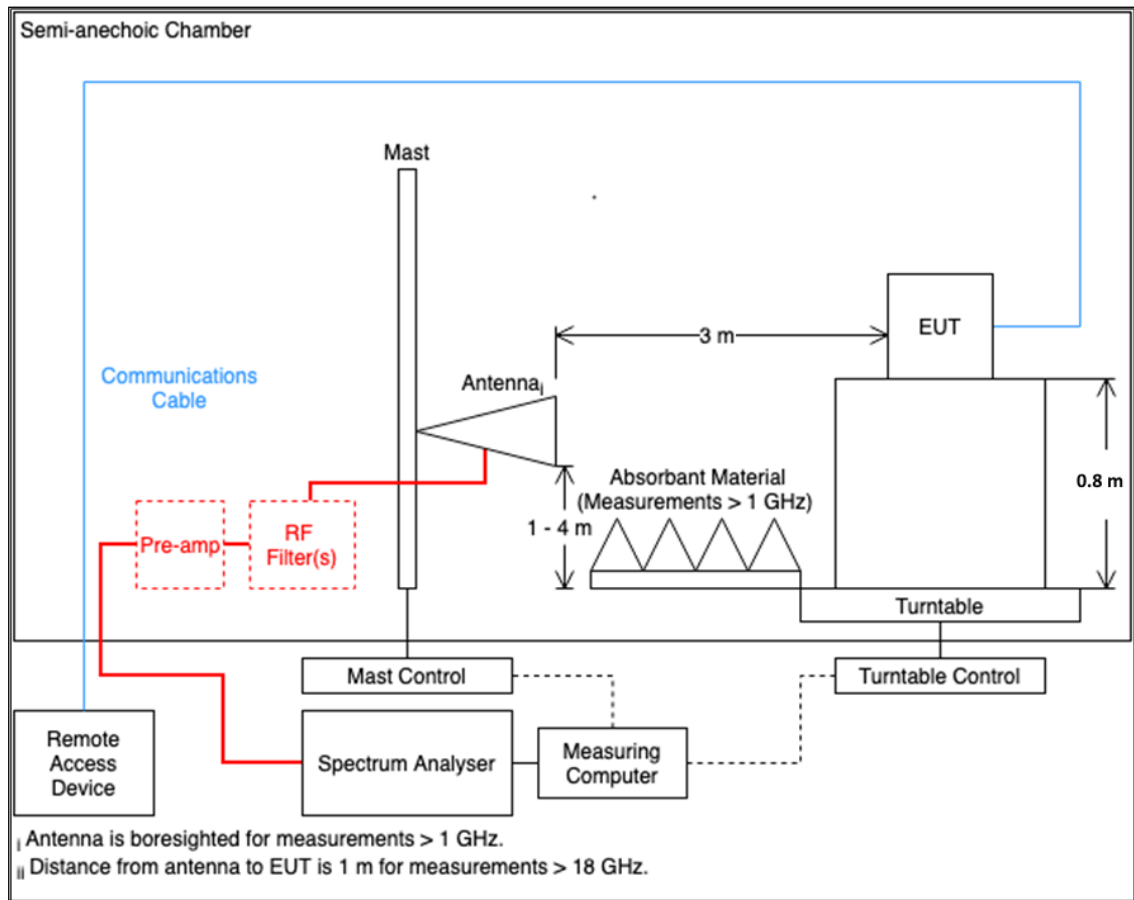 Semi-anechoic Chamber
Mast
EUT
3 m
Communications
Cable
Antennaᵢ
Absorbant Material
(Measurements > 1 GHz)
0.8 m
1 - 4 m
Pre-amp
RF
Filter(s)
Turntable
Mast Control
Turntable Control
Remote
Access
Device
Spectrum Analyser
Measuring
Computer
i Antenna is boresighted for measurements > 1 GHz.
ii Distance from antenna to EUT is 1 m for measurements > 18 GHz.